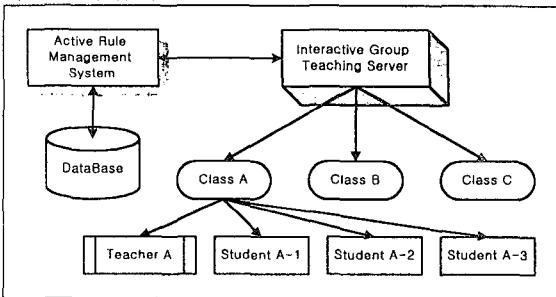 Active Rule
Management
System
Interactive Group
Teaching Server
DataBase
Class A
Class B
Class C
Teacher A
Student A-1
Student A-2
Student A-3